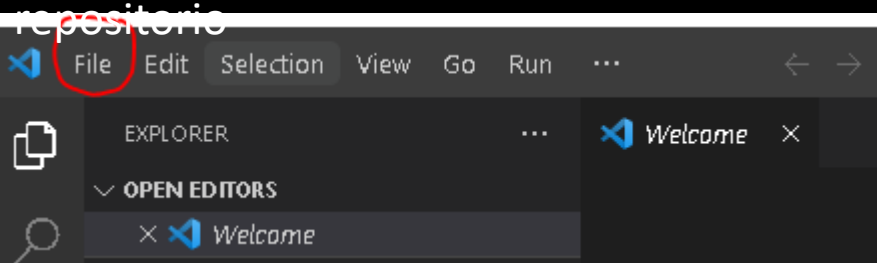 repositorio
File Edit Selection View Go Run ...
EXPLORER ...
Welcome ×
OPEN EDITORS
× Welcome